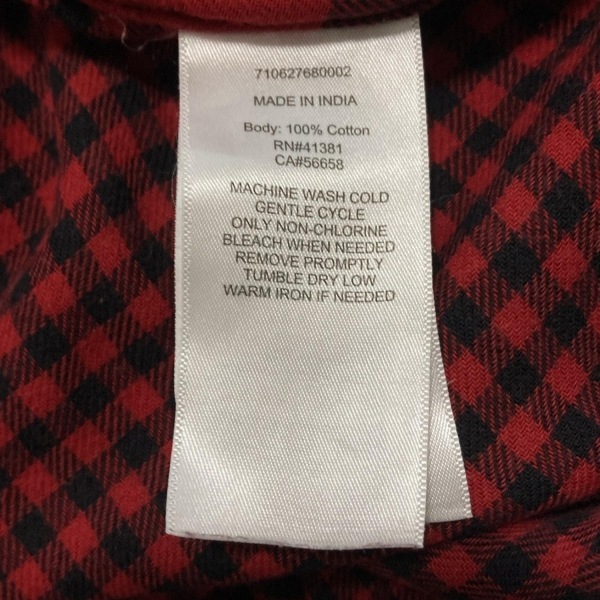 710627680002
MADE IN INDIA
Body: 100% Cotton
RN#41381
CA#56658
MACHINE WASH COLD
GENTLE CYCLE
ONLY NON-CHLORINE
BLEACH WHEN NEEDED
REMOVE PROMPTLY
TUMBLE DRY LOW
WARM IRON IF NEEDED